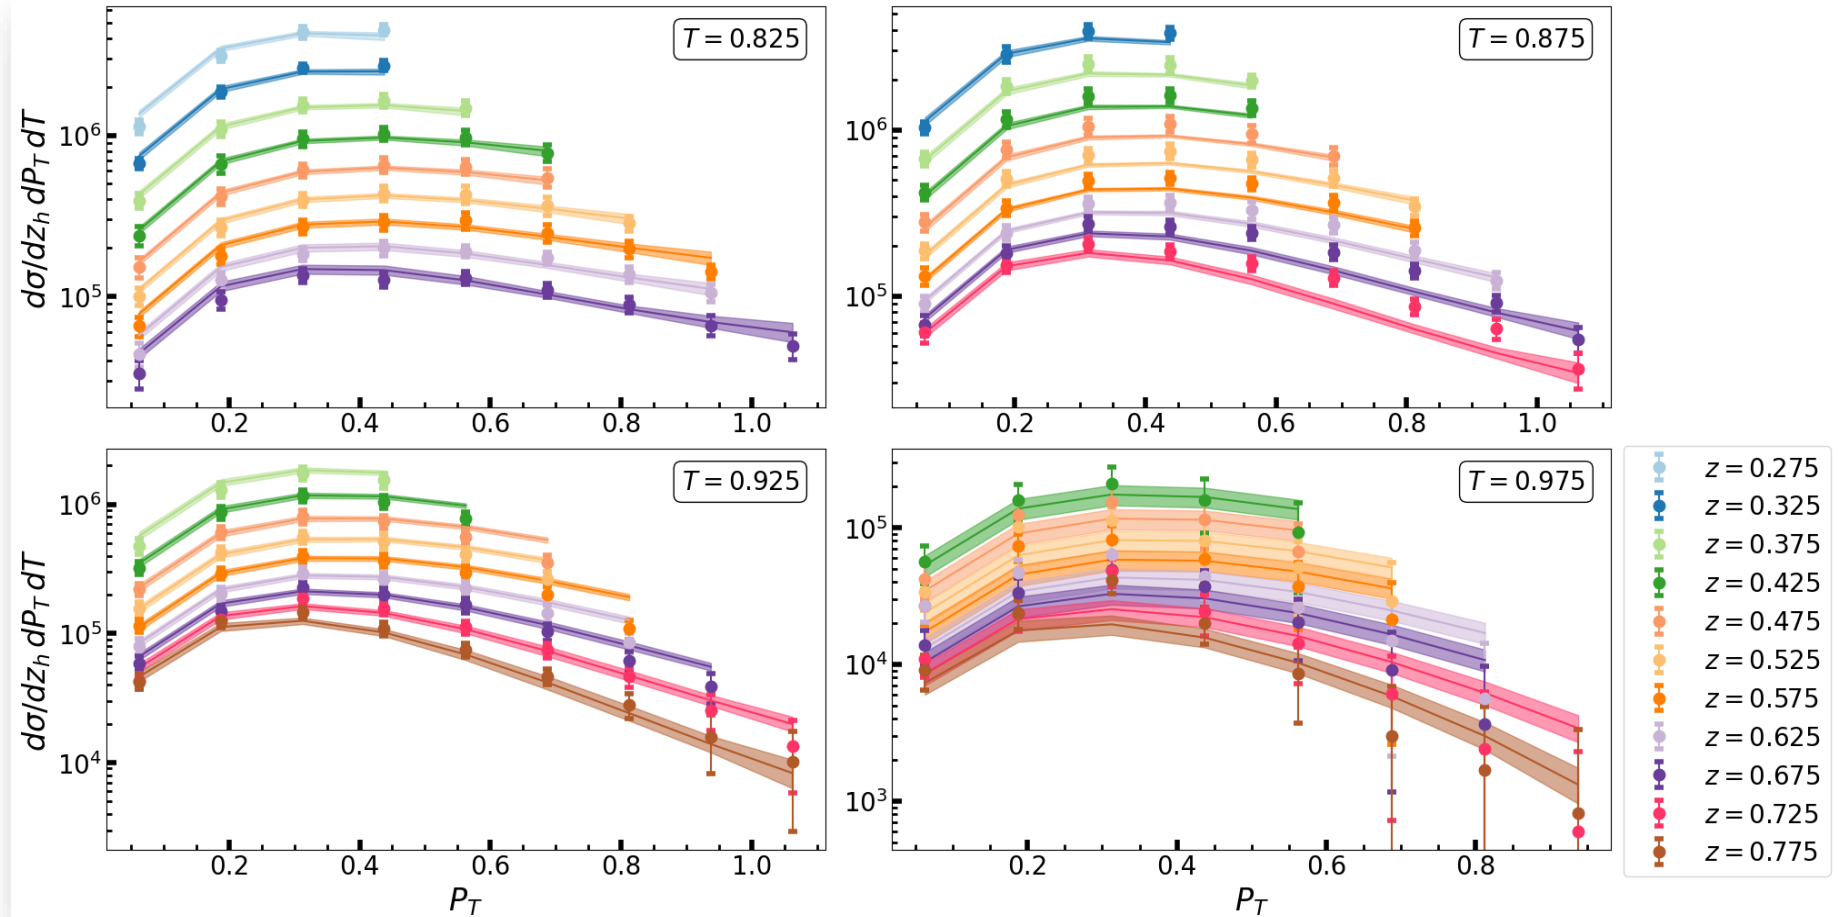 T = 0.825
10⁶
10⁵
dσ/dz_h dP_T dT
0.2 0.4 0.6 0.8 1.0
T = 0.875
10⁶
10⁵
0.2 0.4 0.6 0.8 1.0
T = 0.925
10⁶
10⁵
10⁴
dσ/dz_h dP_T dT
0.2 0.4 0.6 0.8 1.0
P_T
T = 0.975
10⁵
10⁴
10³
0.2 0.4 0.6 0.8
P_T
z = 0.275
z = 0.325
z = 0.375
z = 0.425
z = 0.475
z = 0.525
z = 0.575
z = 0.625
z = 0.675
z = 0.725
z = 0.775